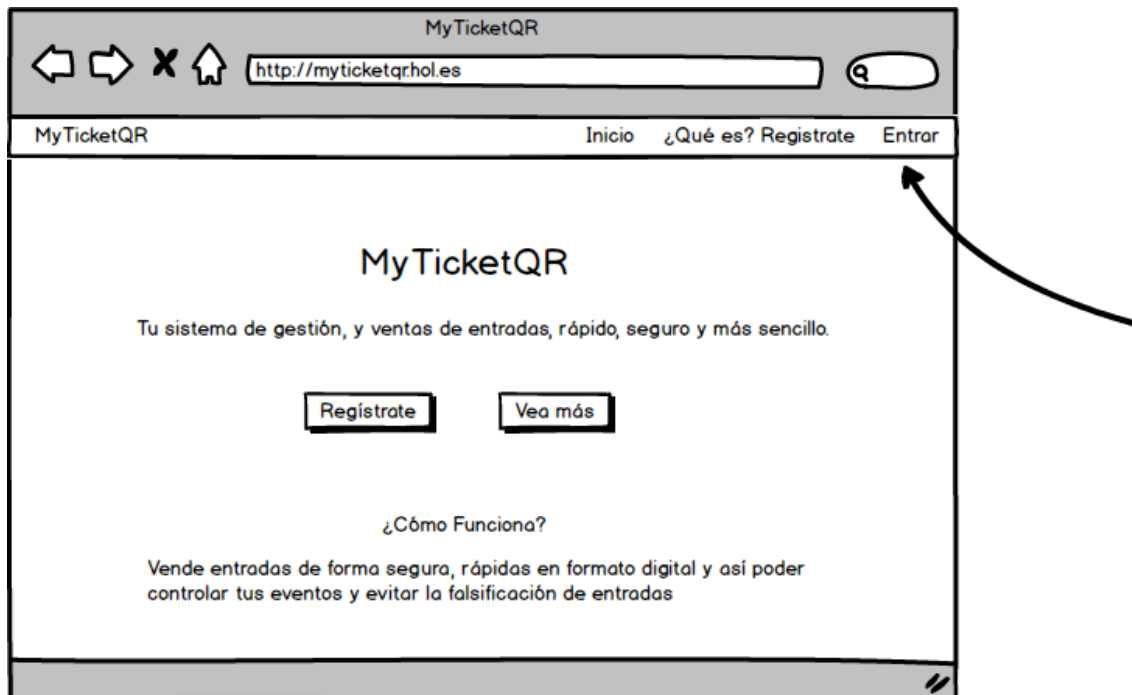 MyTicketQR
http://myticketqr.hol.es
MyTicketQR Inicio ¿Qué es? Registrate Entrar
MyTicketQR
Tu sistema de gestión, y ventas de entradas, rápido, seguro y más sencillo.
Regístrate Vea más
¿Cómo Funciona?
Vende entradas de forma segura, rápidas en formato digital y así poder
controlar tus eventos y evitar la falsificación de entradas